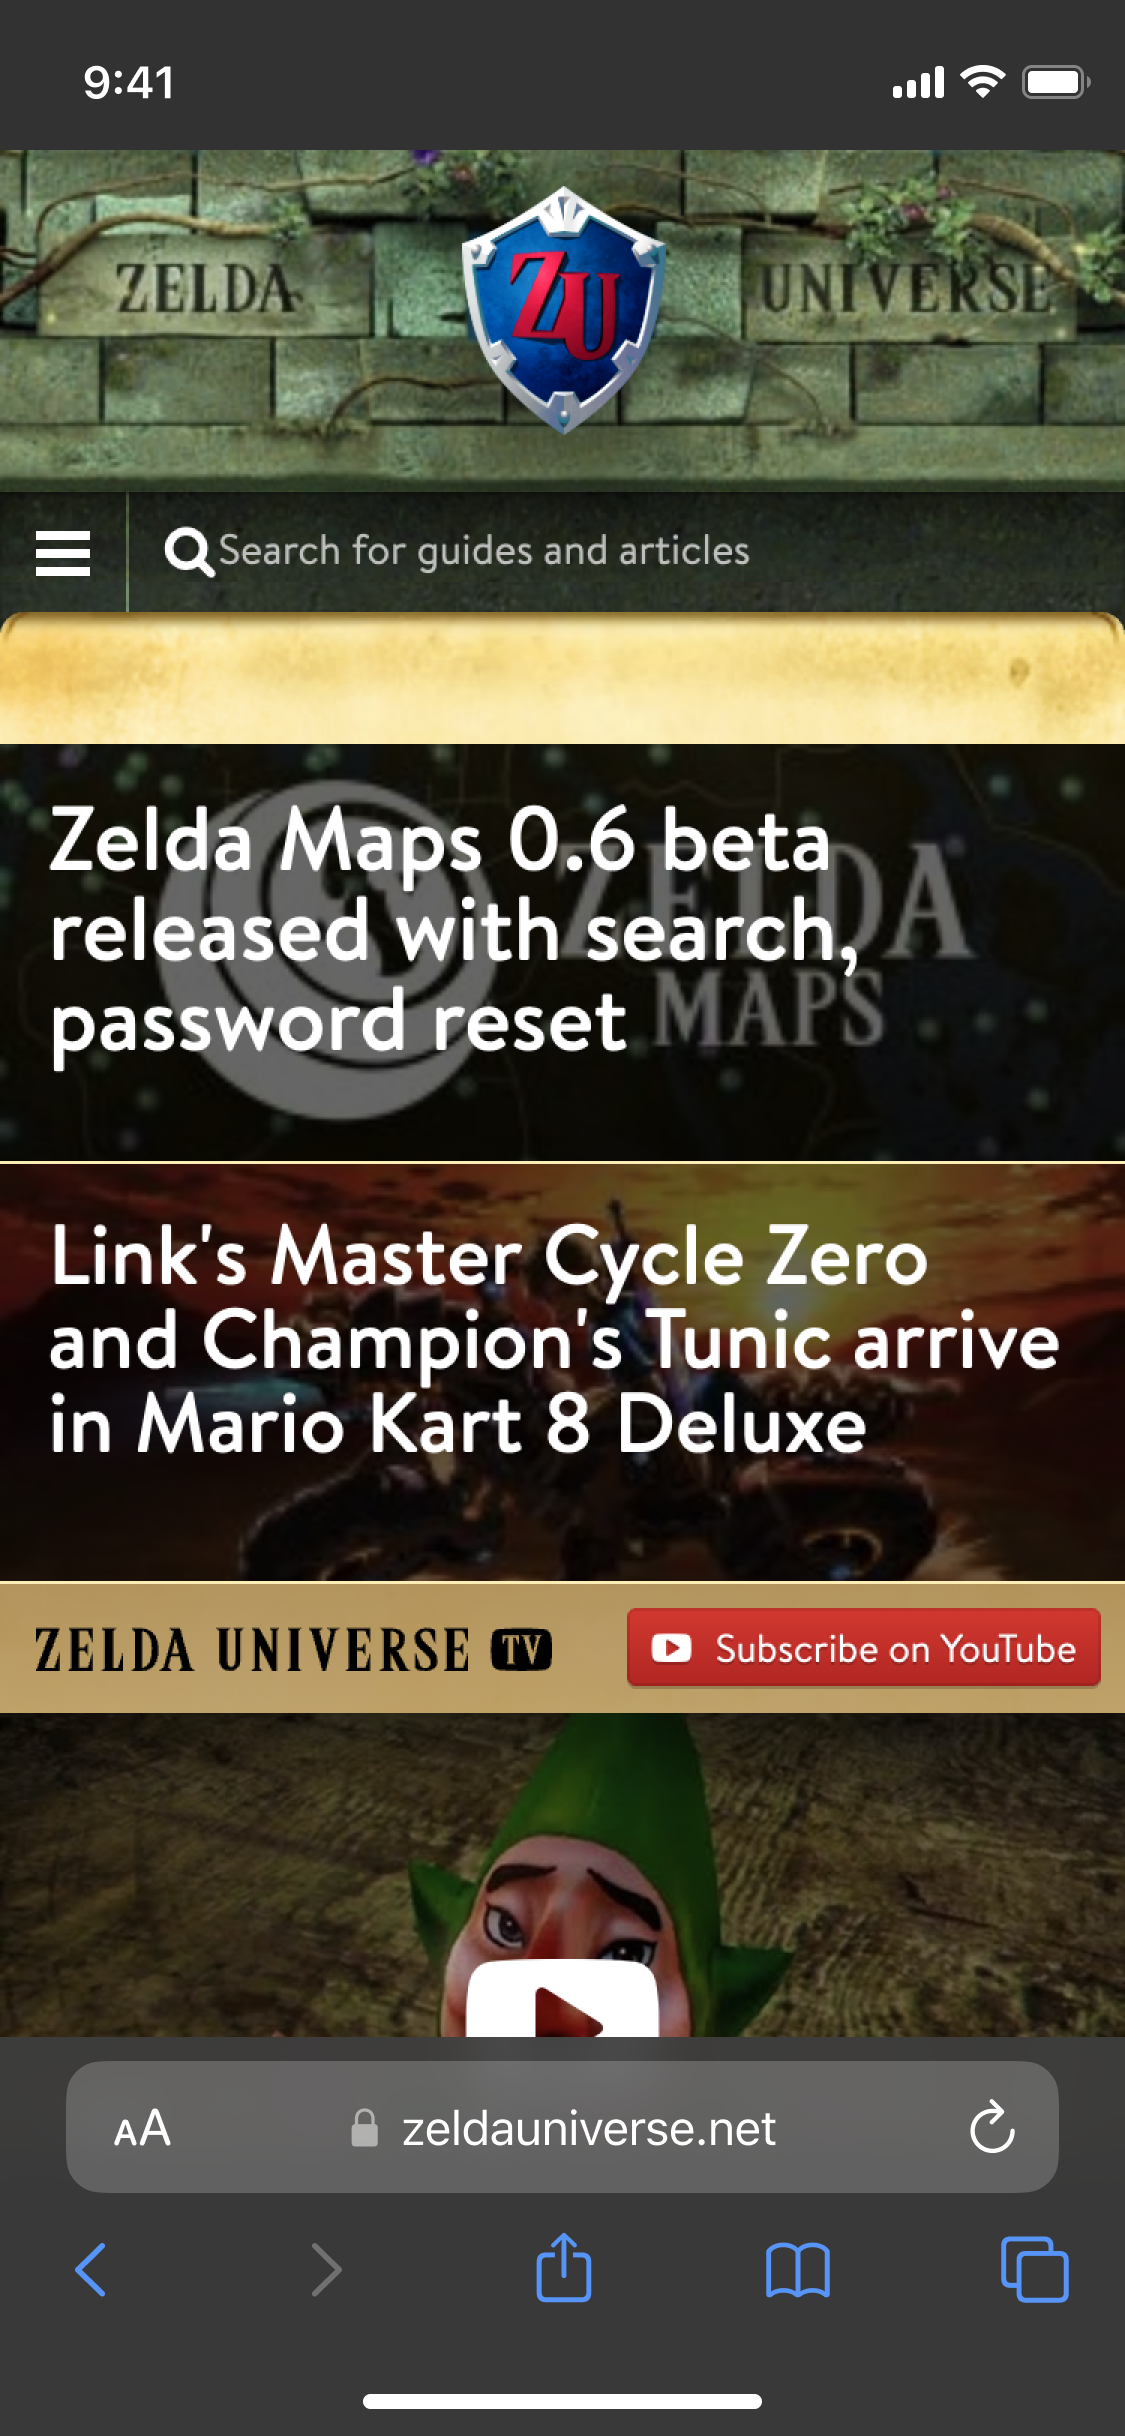 9:41
ZELDA
ZU
UNIVERSE
Search for guides and articles
ZELDA
MAPS
Zelda Maps 0.6 beta
released with search,
password reset
Link's Master Cycle Zero
and Champion's Tunic arrive
in Mario Kart 8 Deluxe
ZELDA UNIVERSE TV
Subscribe on YouTube
AA
zeldauniverse.net